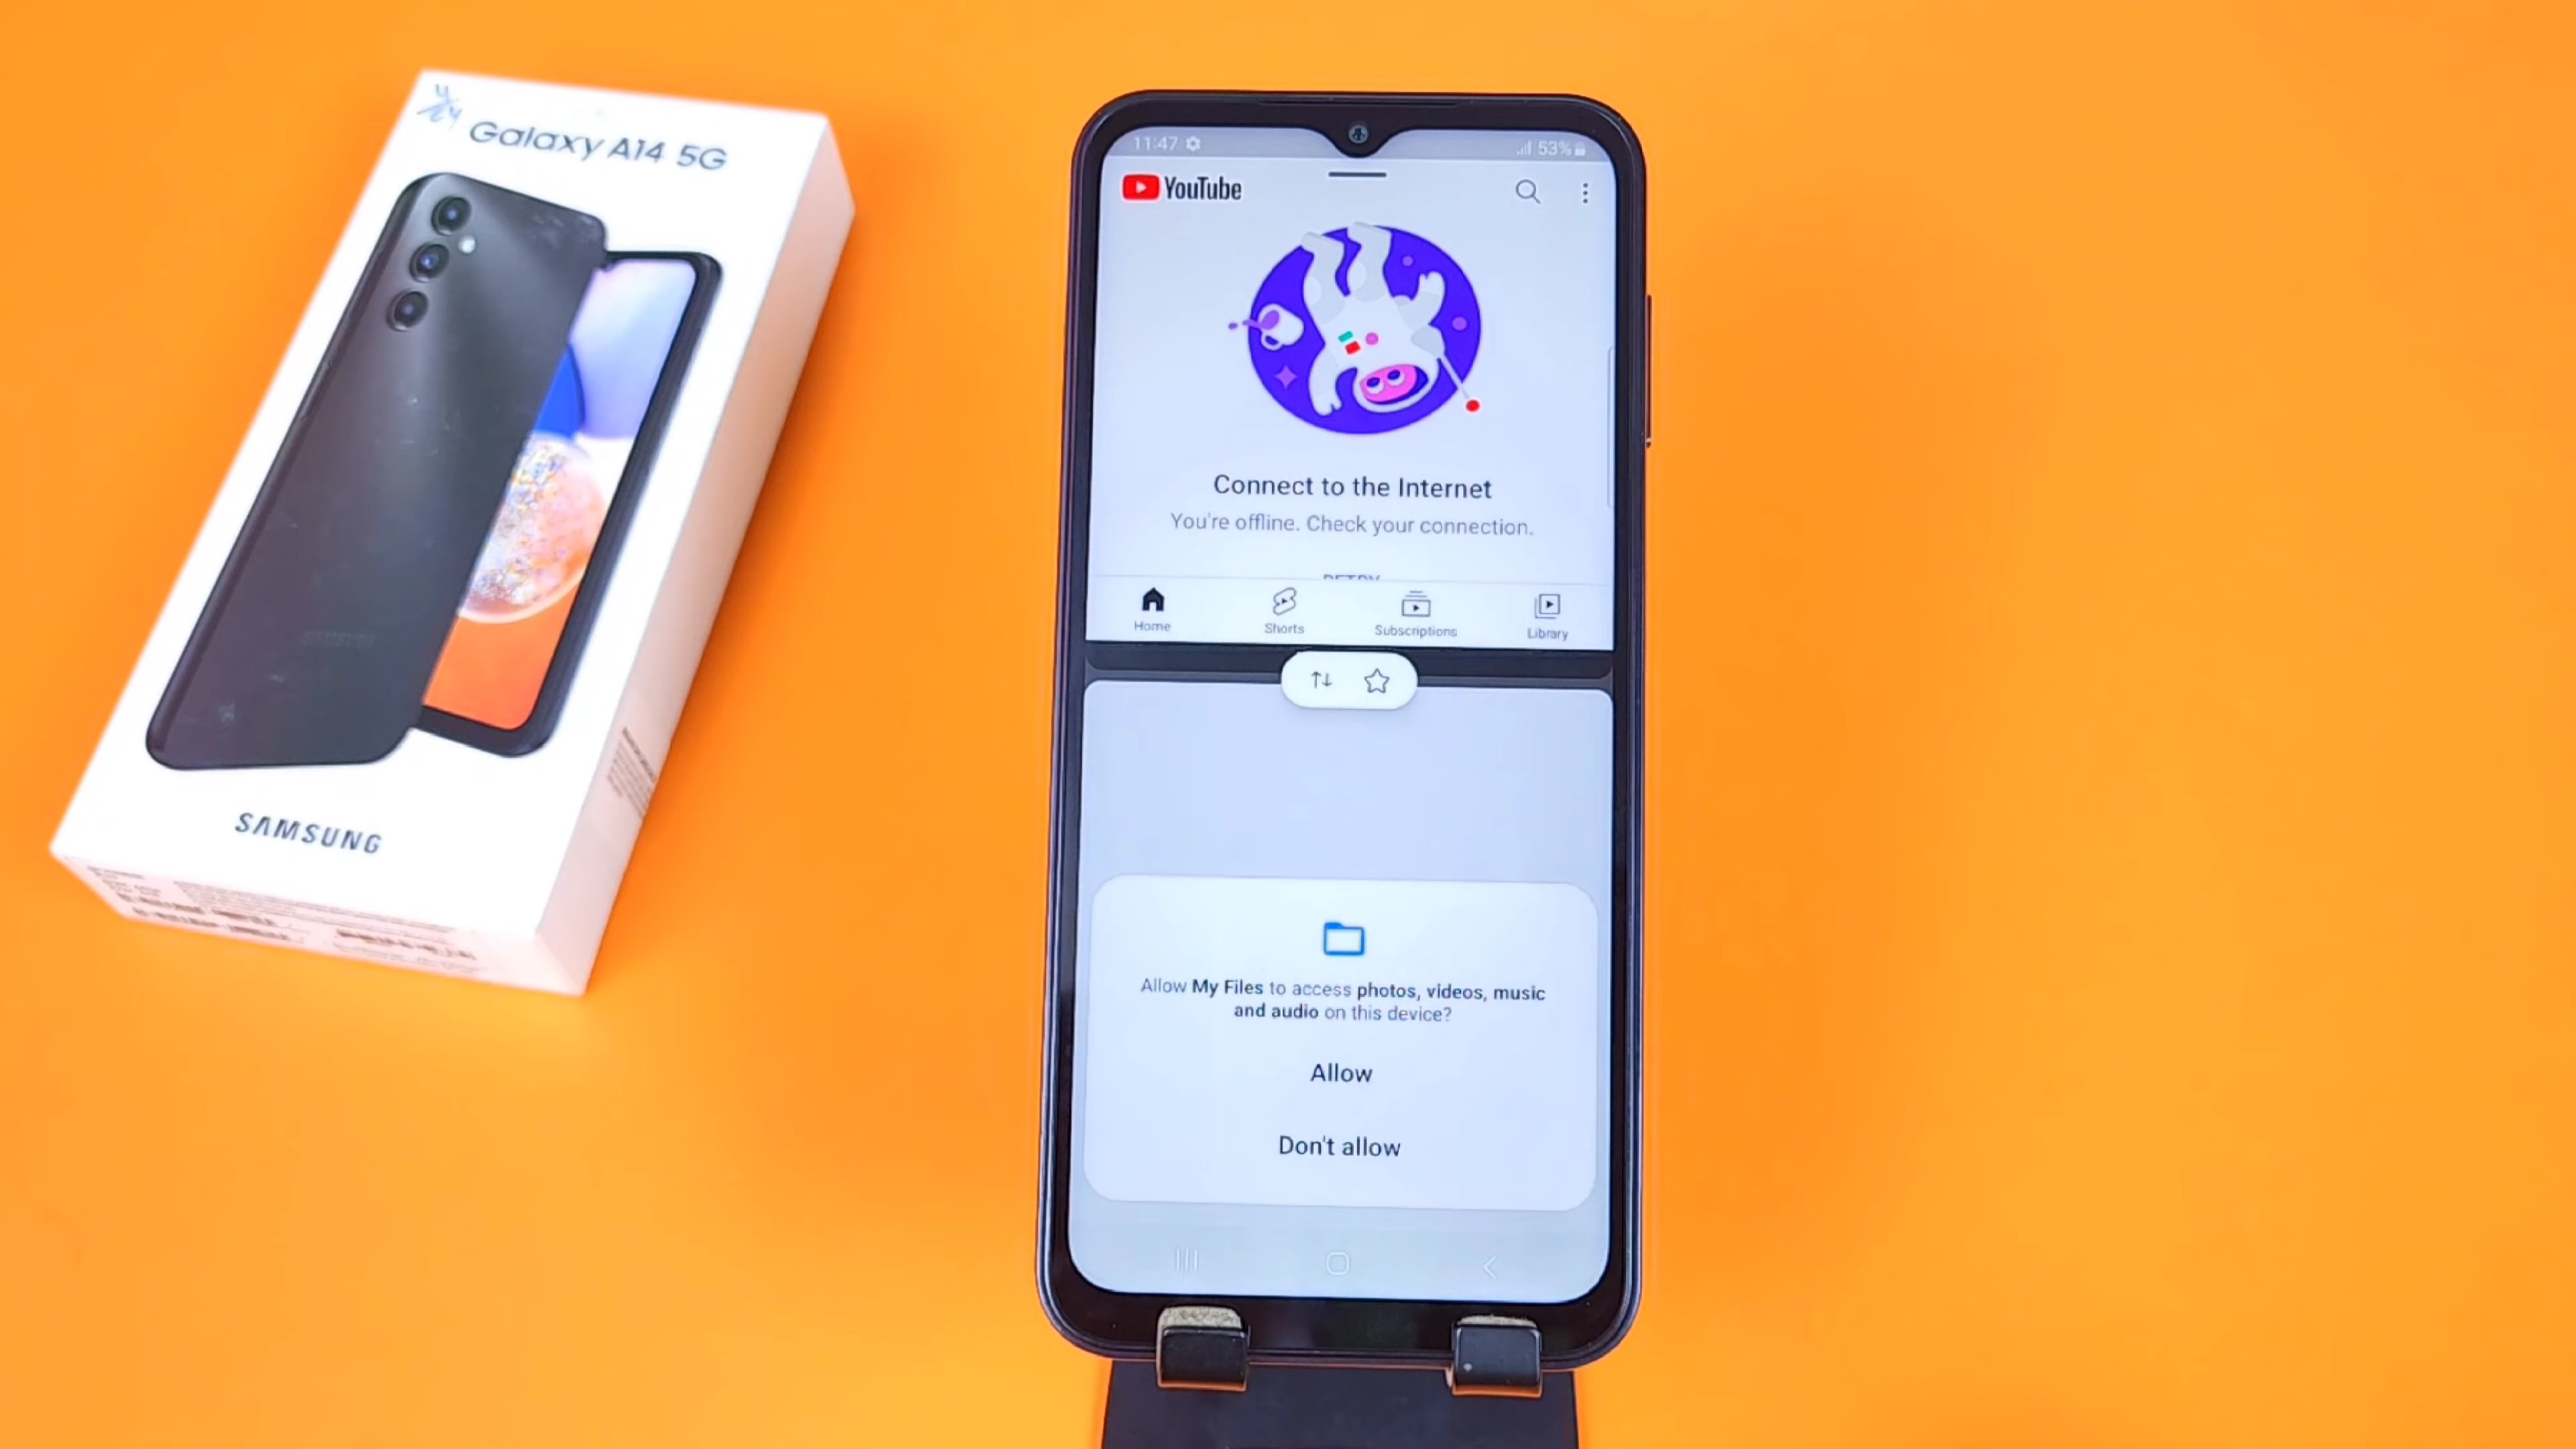 Galaxy A14 5G
SAMSUNG
11:47
53%
YouTube
Connect to the Internet
You're offline. Check your connection.
RETRY
Home
Shorts
Subscriptions
Library
Allow My Files to access photos, videos, music
and audio on this device?
Allow
Don't allow